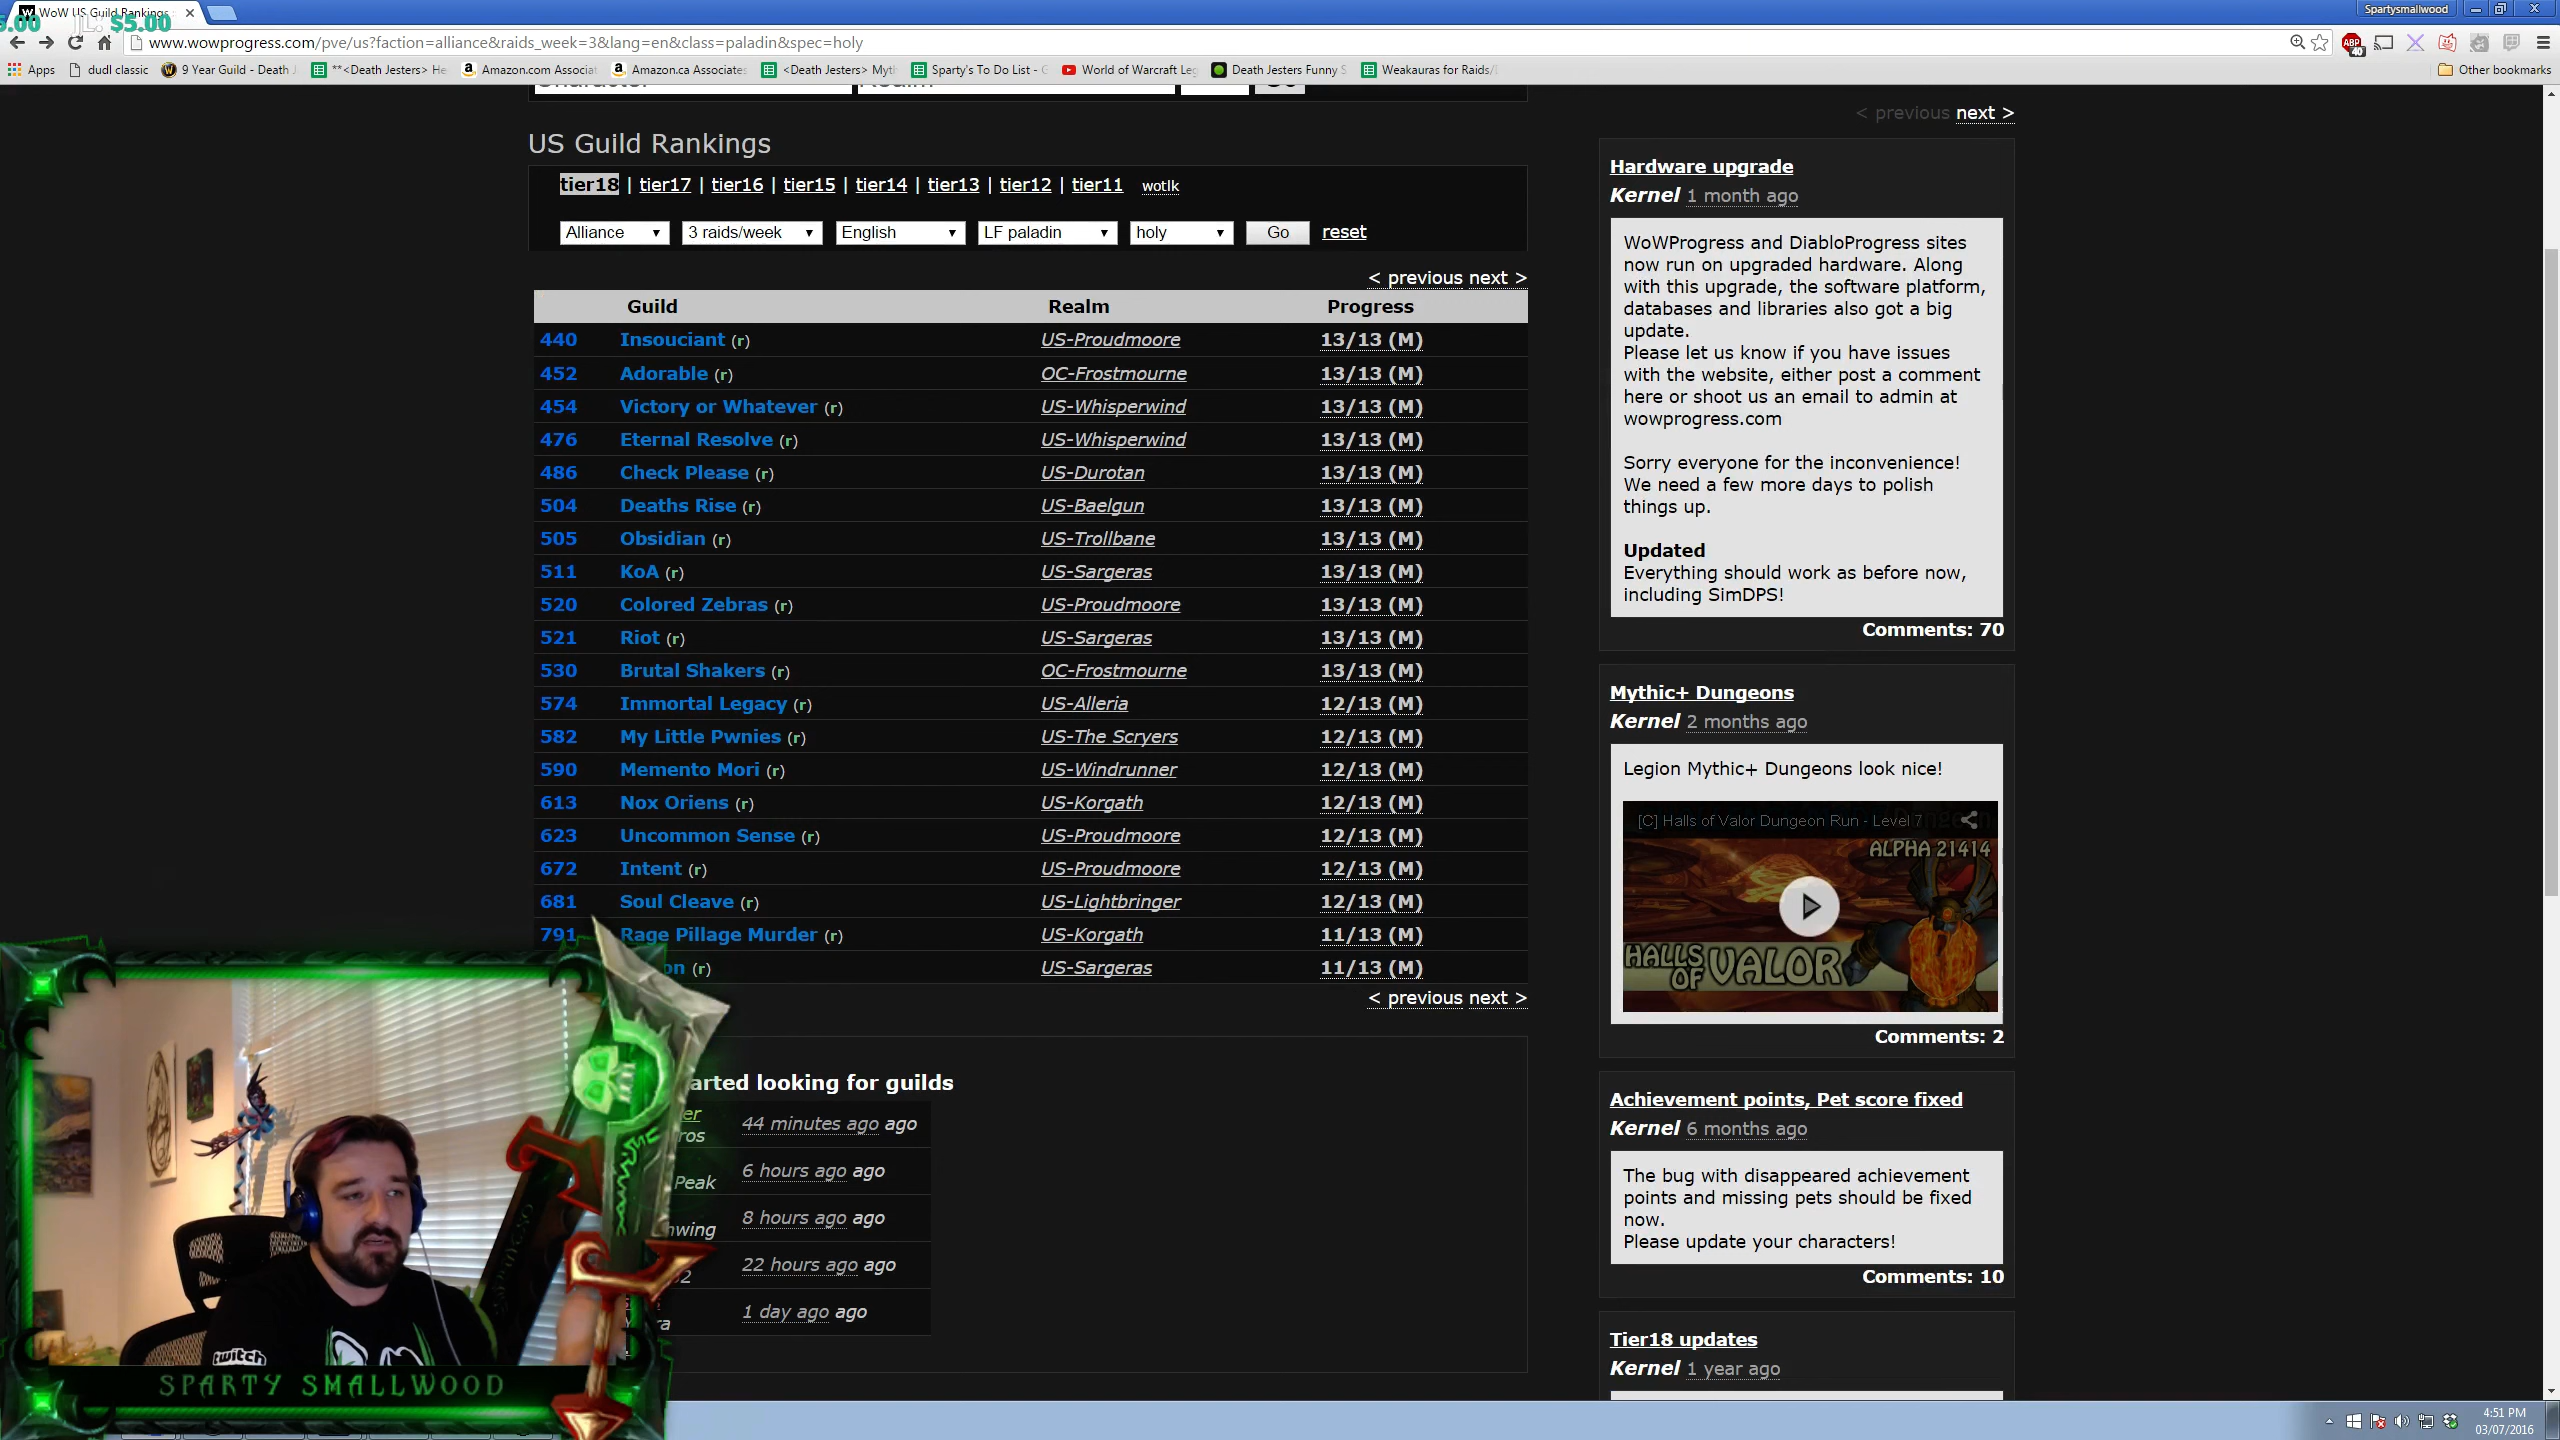 WoW US Guild Rankings
Spartysmallwood
5.00 JL: $5.00
www.wowprogress.com/pve/us?faction=alliance&raids_week=3&lang=en&class=paladin&spec=holy
ABP 40
Apps dudl classic 9 Year Guild - Death J **<Death Jesters> He Amazon.com Associat Amazon.ca Associates <Death Jesters> Myth Sparty's To Do List - G World of Warcraft Leg Death Jesters Funny S Weakauras for Raids/ Other bookmarks
Character Realm Go
< previous next >
US Guild Rankings
tier18 | tier17 | tier16 | tier15 | tier14 | tier13 | tier12 | tier11 wotlk
Alliance 3 raids/week English LF paladin holy Go reset
< previous next >
Guild Realm Progress
440 Insouciant (r) US-Proudmoore 13/13 (M)
452 Adorable (r) OC-Frostmourne 13/13 (M)
454 Victory or Whatever (r) US-Whisperwind 13/13 (M)
476 Eternal Resolve (r) US-Whisperwind 13/13 (M)
486 Check Please (r) US-Durotan 13/13 (M)
504 Deaths Rise (r) US-Baelgun 13/13 (M)
505 Obsidian (r) US-Trollbane 13/13 (M)
511 KoA (r) US-Sargeras 13/13 (M)
520 Colored Zebras (r) US-Proudmoore 13/13 (M)
521 Riot (r) US-Sargeras 13/13 (M)
530 Brutal Shakers (r) OC-Frostmourne 13/13 (M)
574 Immortal Legacy (r) US-Alleria 12/13 (M)
582 My Little Pwnies (r) US-The Scryers 12/13 (M)
590 Memento Mori (r) US-Windrunner 12/13 (M)
613 Nox Oriens (r) US-Korgath 12/13 (M)
623 Uncommon Sense (r) US-Proudmoore 12/13 (M)
672 Intent (r) US-Proudmoore 12/13 (M)
681 Soul Cleave (r) US-Lightbringer 12/13 (M)
791 Rage Pillage Murder (r) US-Korgath 11/13 (M)
on (r) US-Sargeras 11/13 (M)
< previous next >
arted looking for guilds
er
ros 44 minutes ago ago
Peak 6 hours ago ago
wing 8 hours ago ago
22 hours ago ago
ra 1 day ago ago
Hardware upgrade
Kernel 1 month ago
WoWProgress and DiabloProgress sites
now run on upgraded hardware. Along
with this upgrade, the software platform,
databases and libraries also got a big
update.
Please let us know if you have issues
with the website, either post a comment
here or shoot us an email to admin at
wowprogress.com
Sorry everyone for the inconvenience!
We need a few more days to polish
things up.
Updated
Everything should work as before now,
including SimDPS!
Comments: 70
Mythic+ Dungeons
Kernel 2 months ago
Legion Mythic+ Dungeons look nice!
[C] Halls of Valor Dungeon Run - Level 7
ALPHA 21414
HALLS OF VALOR
Comments: 2
Achievement points, Pet score fixed
Kernel 6 months ago
The bug with disappeared achievement
points and missing pets should be fixed
now.
Please update your characters!
Comments: 10
Tier18 updates
Kernel 1 year ago
twitch
SPARTY SMALLWOOD
4:51 PM
03/07/2016